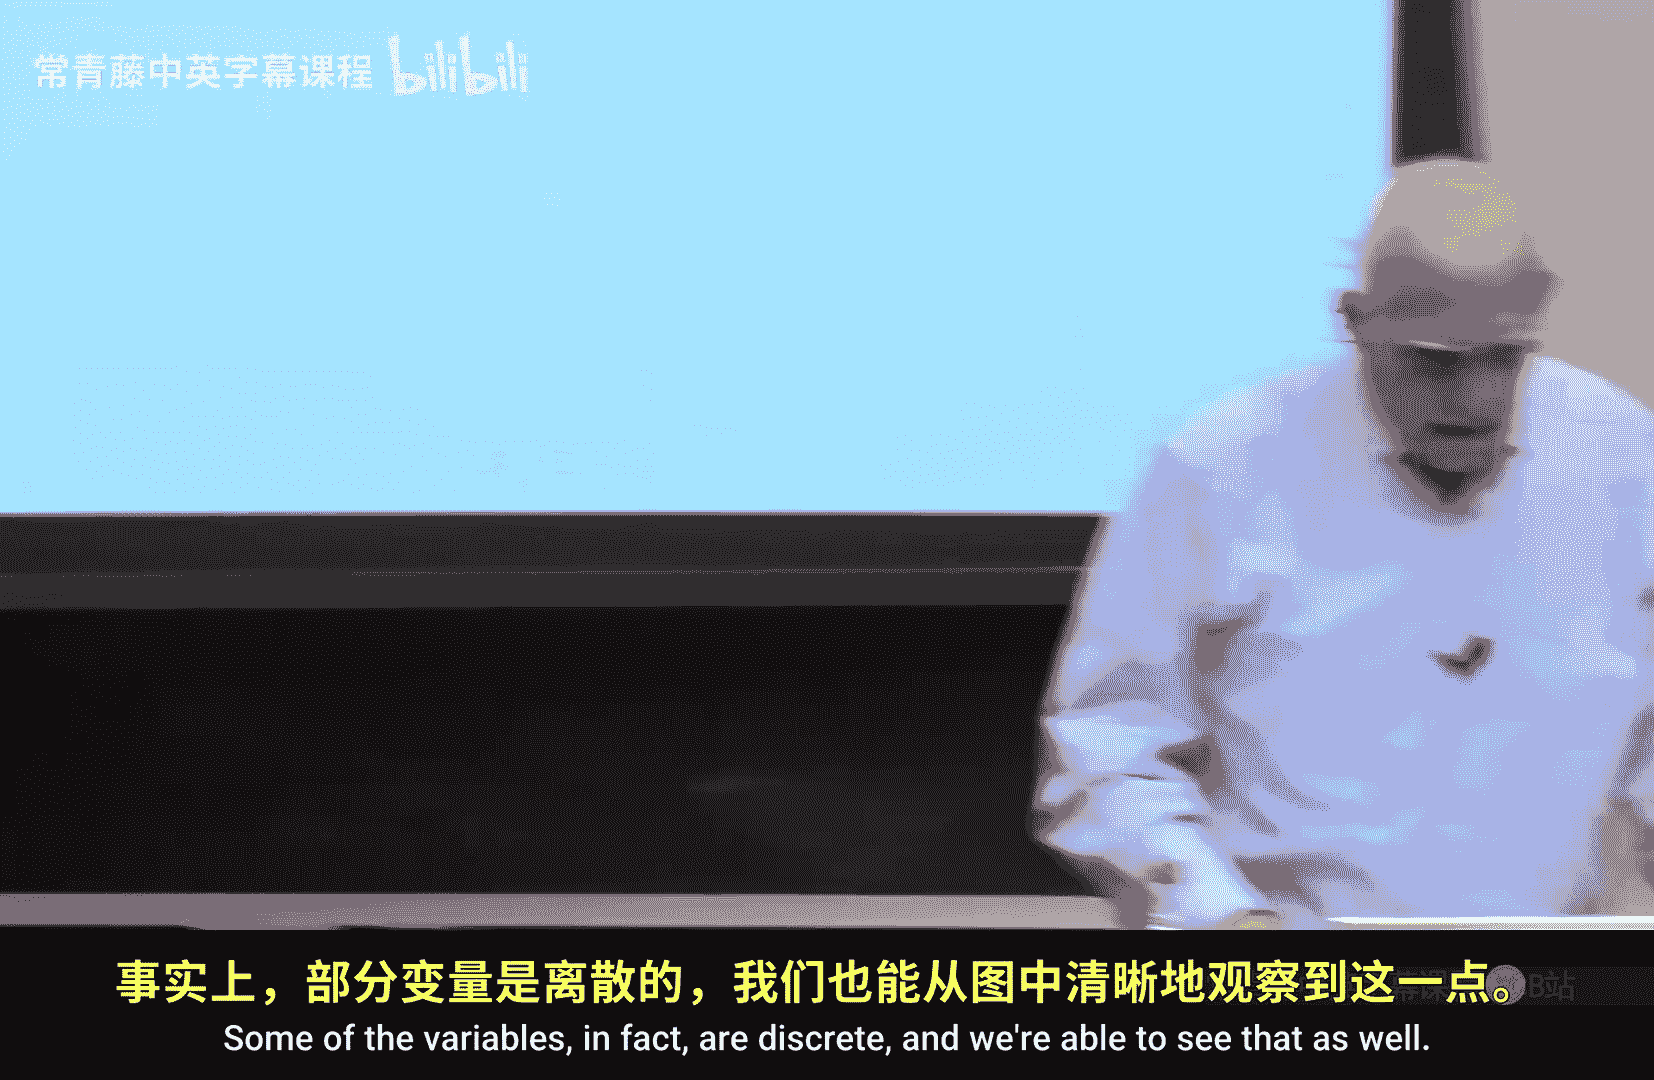 常青藤中英字幕课程 bilibili
事实上，部分变量是离散的，我们也能从图中清晰地观察到这一点。
B站
Some of the variables, in fact, are discrete, and we're able to see that as well.